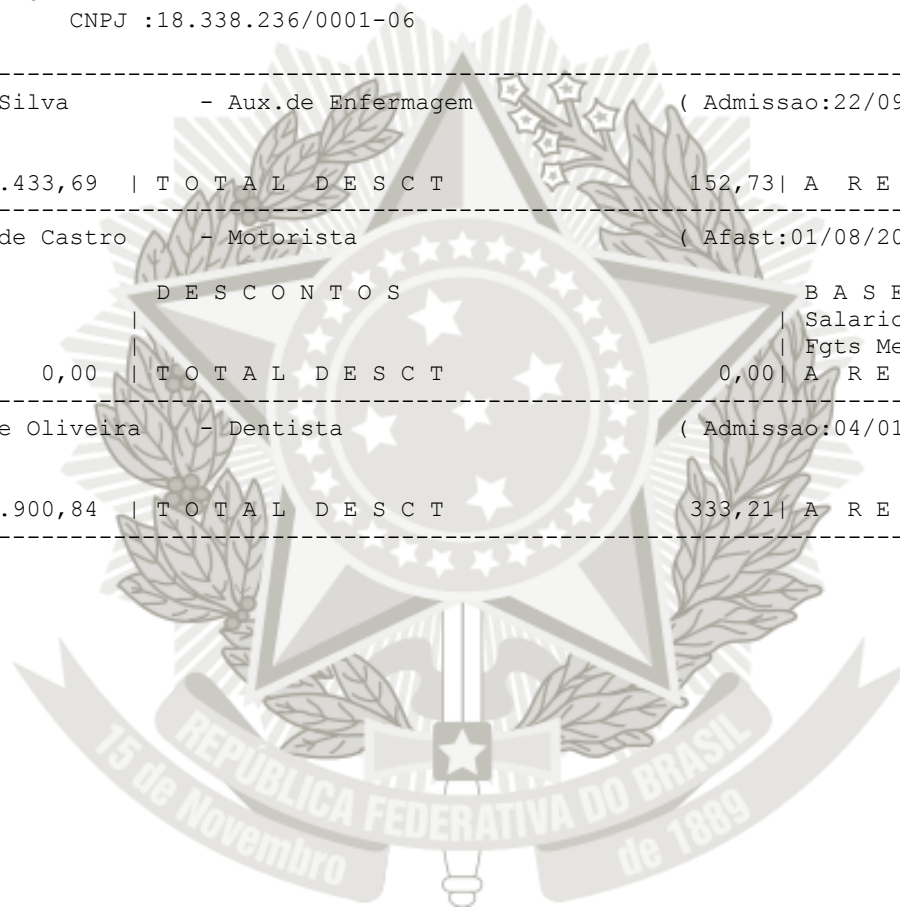 CNPJ :18.338.236/0001-06
Silva - Aux.de Enfermagem ( Admissao:22/09
.433,69 | T O T A L D E S C T 152,73| A R E
de Castro - Motorista ( Afast:01/08/20
D E S C O N T O S B A S E
| | Salario
| | Fgts Me
0,00 | T O T A L D E S C T 0,00| A R E
e Oliveira - Dentista ( Admissao:04/01
.900,84 | T O T A L D E S C T 333,21| A R E
REPÚBLICA FEDERATIVA DO BRASIL
15 de Novembro de 1889